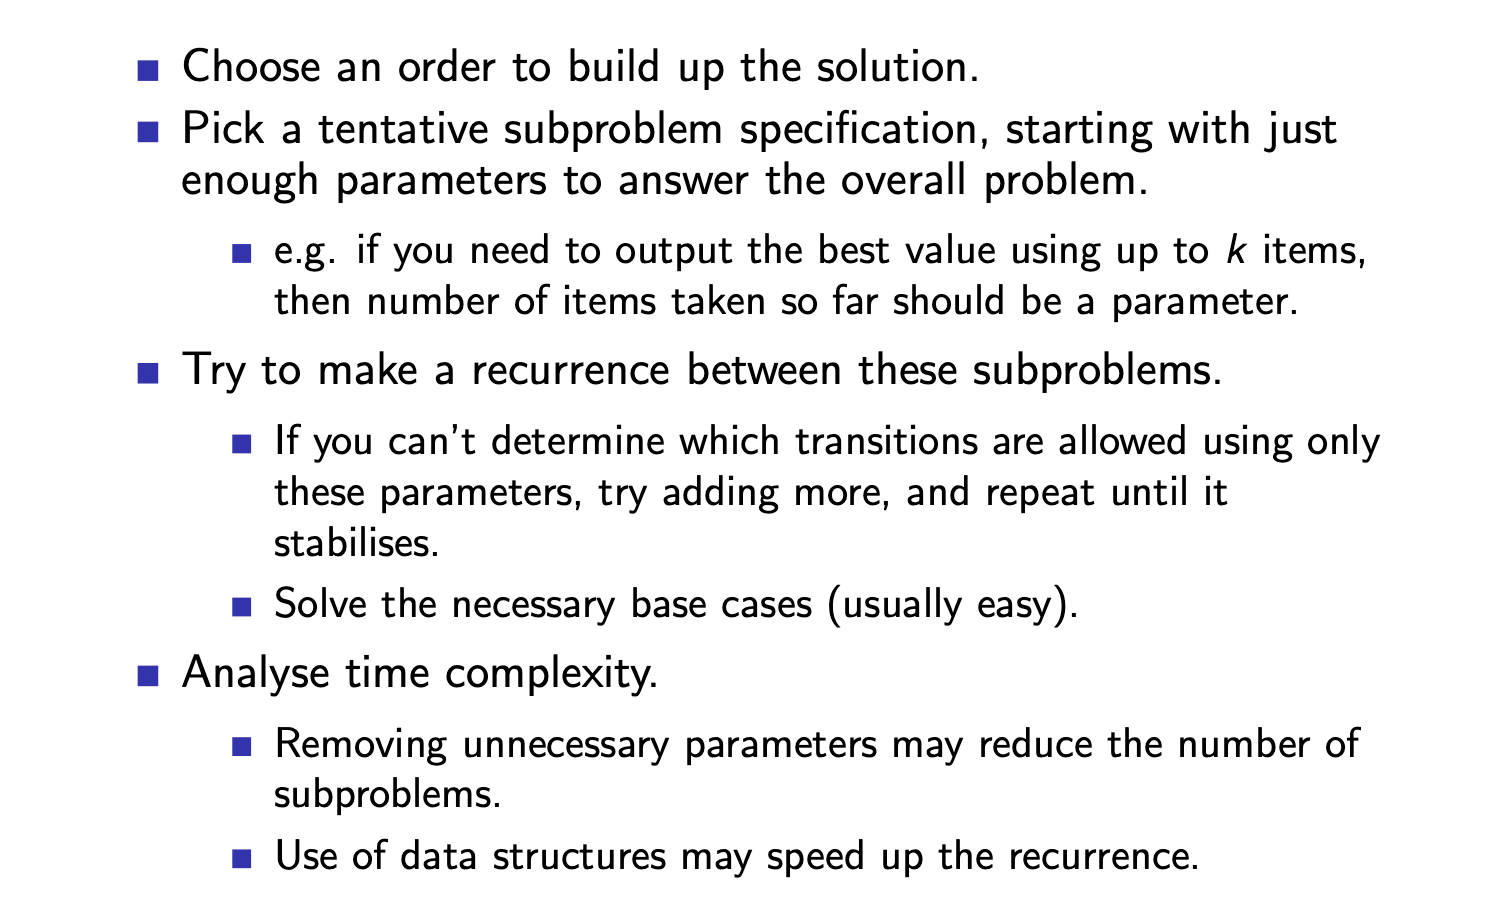 Choose an order to build up the solution.
Pick a tentative subproblem specification, starting with just
enough parameters to answer the overall problem.
e.g. if you need to output the best value using up to k items,
then number of items taken so far should be a parameter.
Try to make a recurrence between these subproblems.
If you can't determine which transitions are allowed using only
these parameters, try adding more, and repeat until it
stabilises.
Solve the necessary base cases (usually easy).
Analyse time complexity.
Removing unnecessary parameters may reduce the number of
subproblems.
Use of data structures may speed up the recurrence.